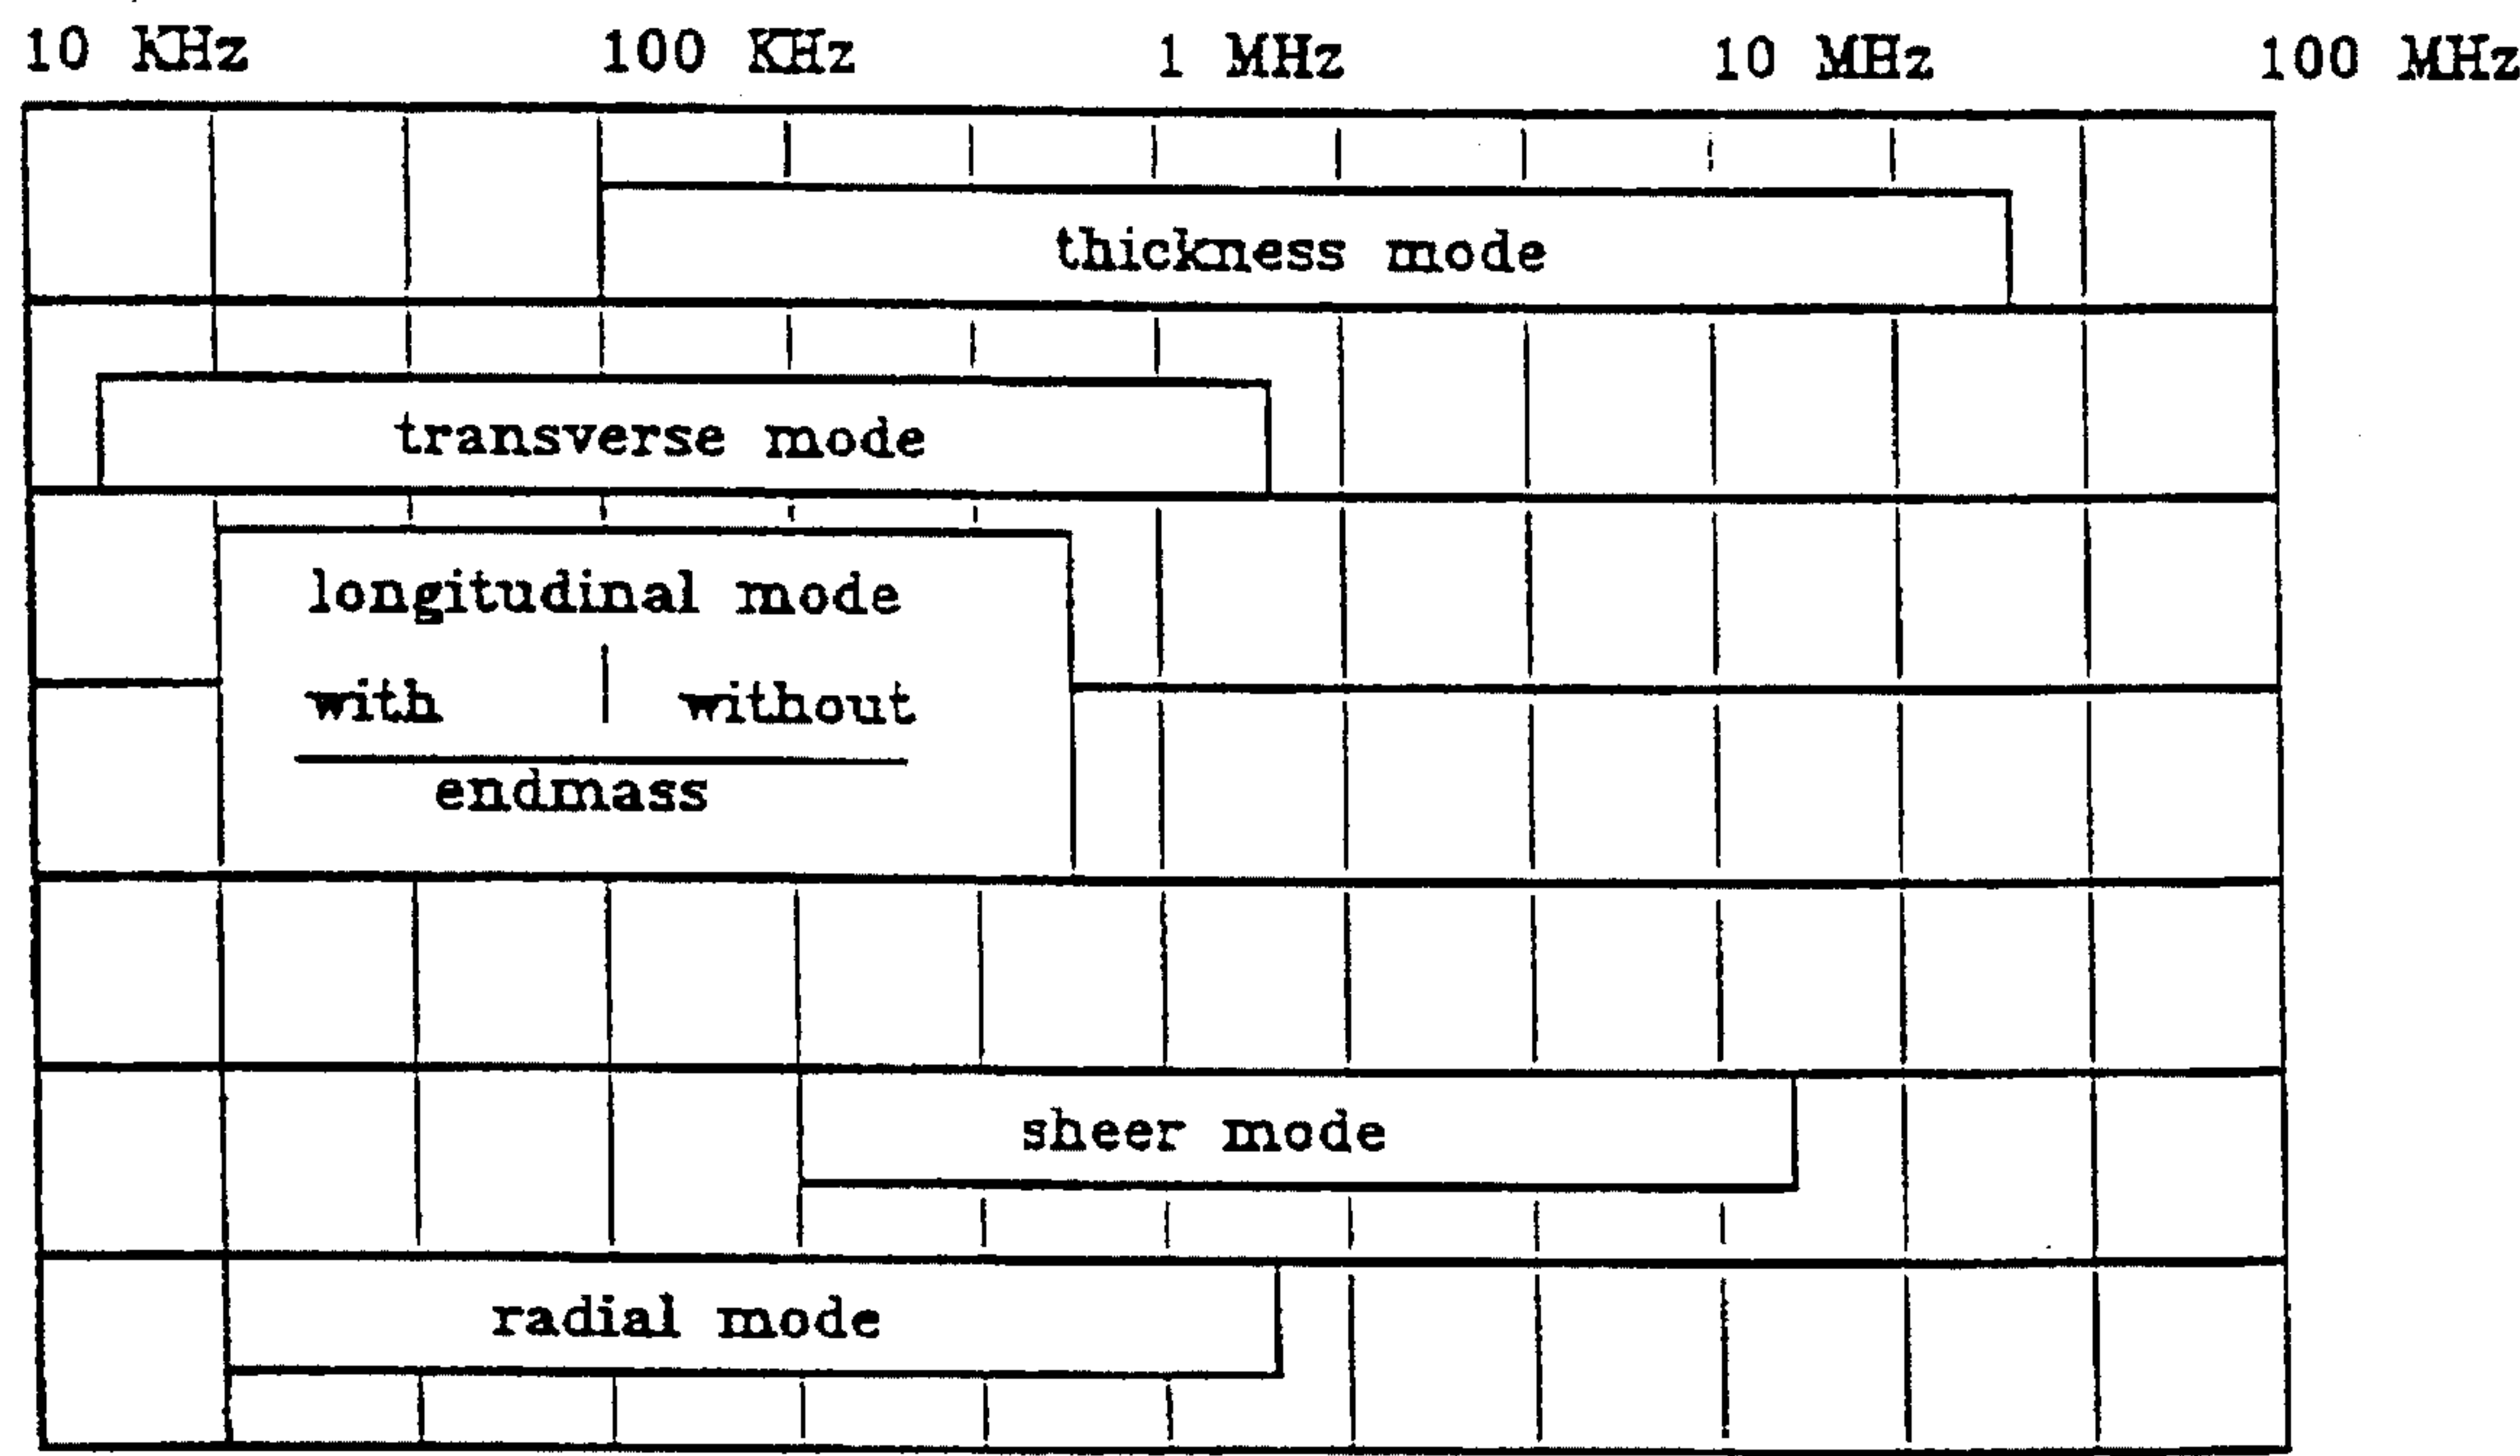 10 KHz 100 KHz 1 MHz 10 MHz 100 MHz
thickness mode
transverse mode
longitudinal mode
with without
endmass
sheer mode
radial mode